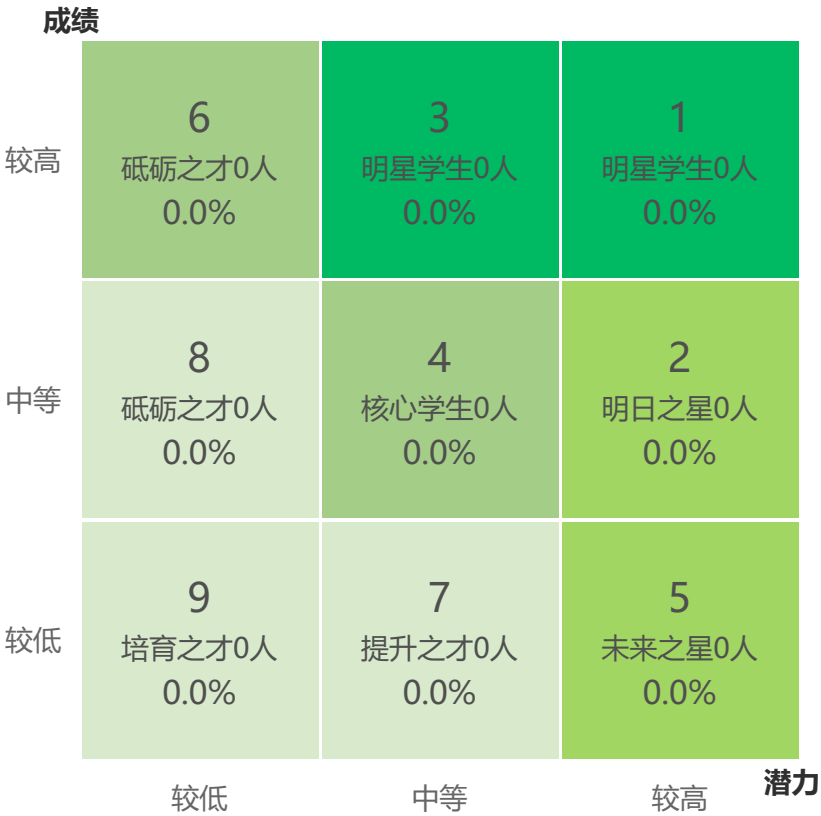 成绩
较高
6
砥砺之才0人
0.0%
3
明星学生0人
0.0%
1
明星学生0人
0.0%
中等
8
砥砺之才0人
0.0%
4
核心学生0人
0.0%
2
明日之星0人
0.0%
较低
9
培育之才0人
0.0%
7
提升之才0人
0.0%
5
未来之星0人
0.0%
较低
中等
较高
潜力